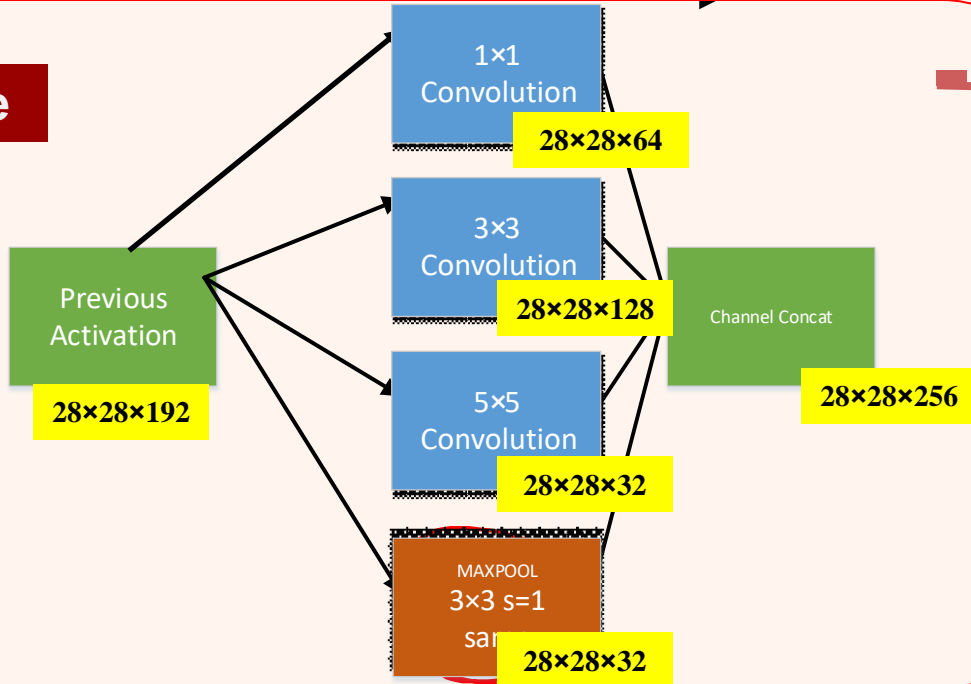 e
1×1
Convolution
28×28×64
3×3
Convolution
28×28×128
Previous
Activation
28×28×192
Channel Concat
28×28×256
5×5
Convolution
28×28×32
MAXPOOL
3×3 s=1
28×28×32